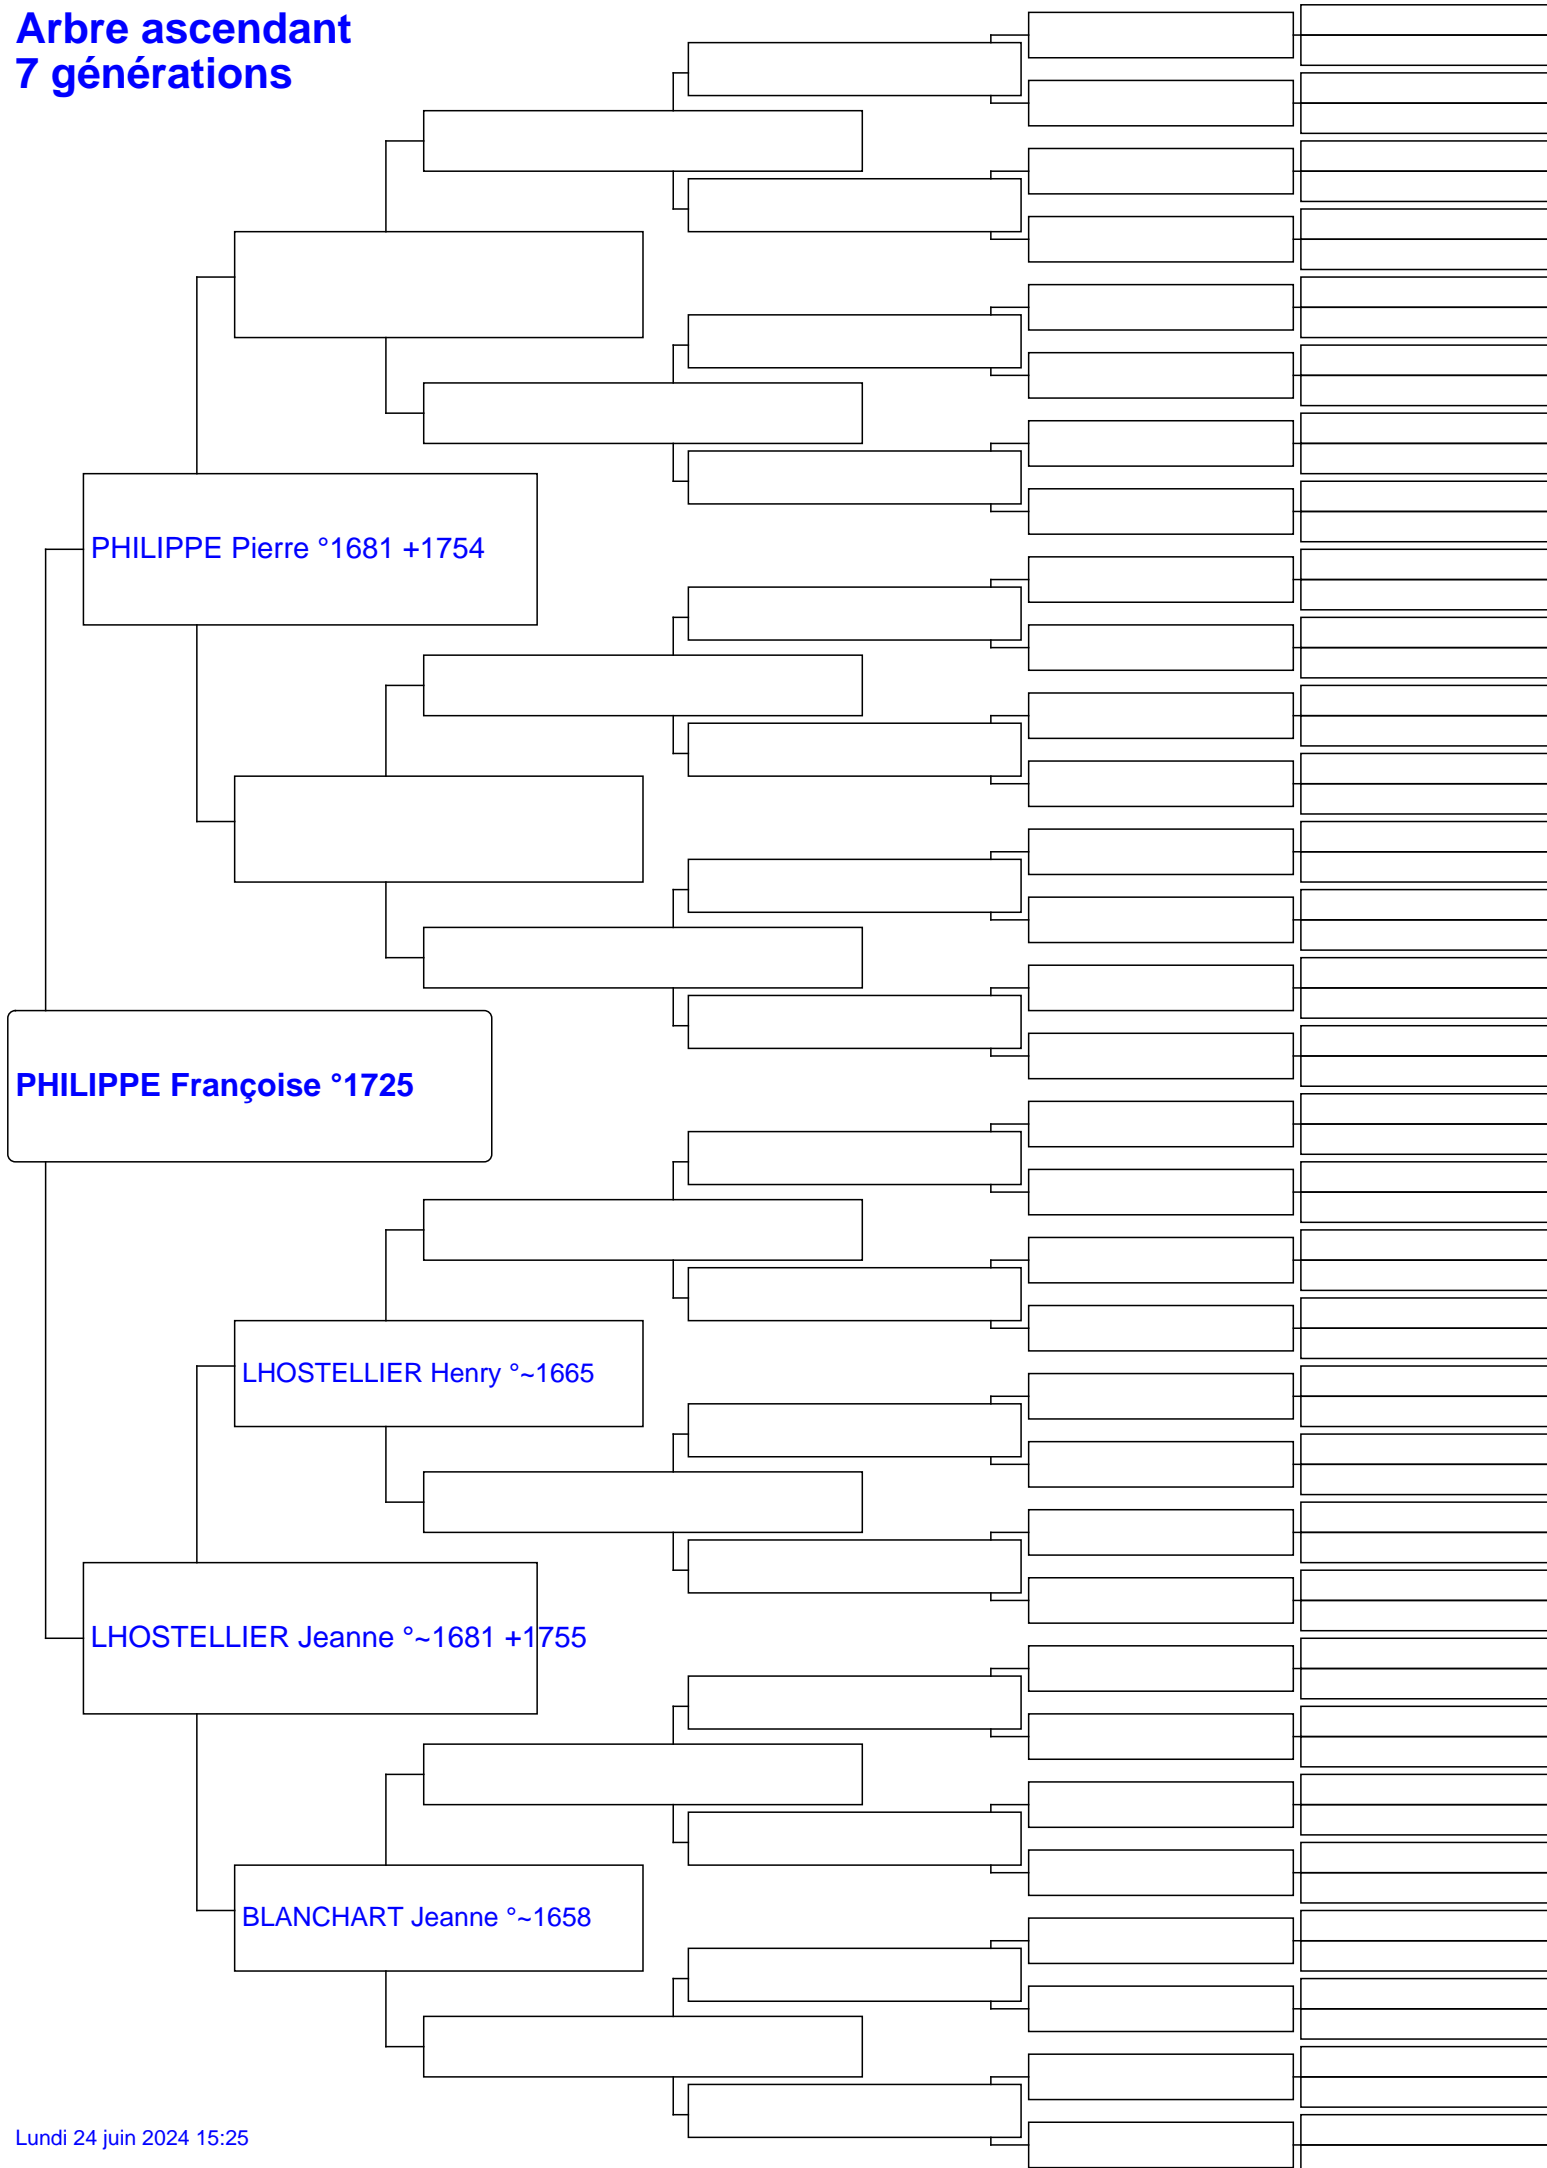 Arbre ascendant
7 générations
PHILIPPE Pierre °1681 +1754
PHILIPPE Françoise °1725
LHOSTELLIER Henry °~1665
LHOSTELLIER Jeanne °~1681 +1755
BLANCHART Jeanne °~1658
Lundi 24 juin 2024 15:25